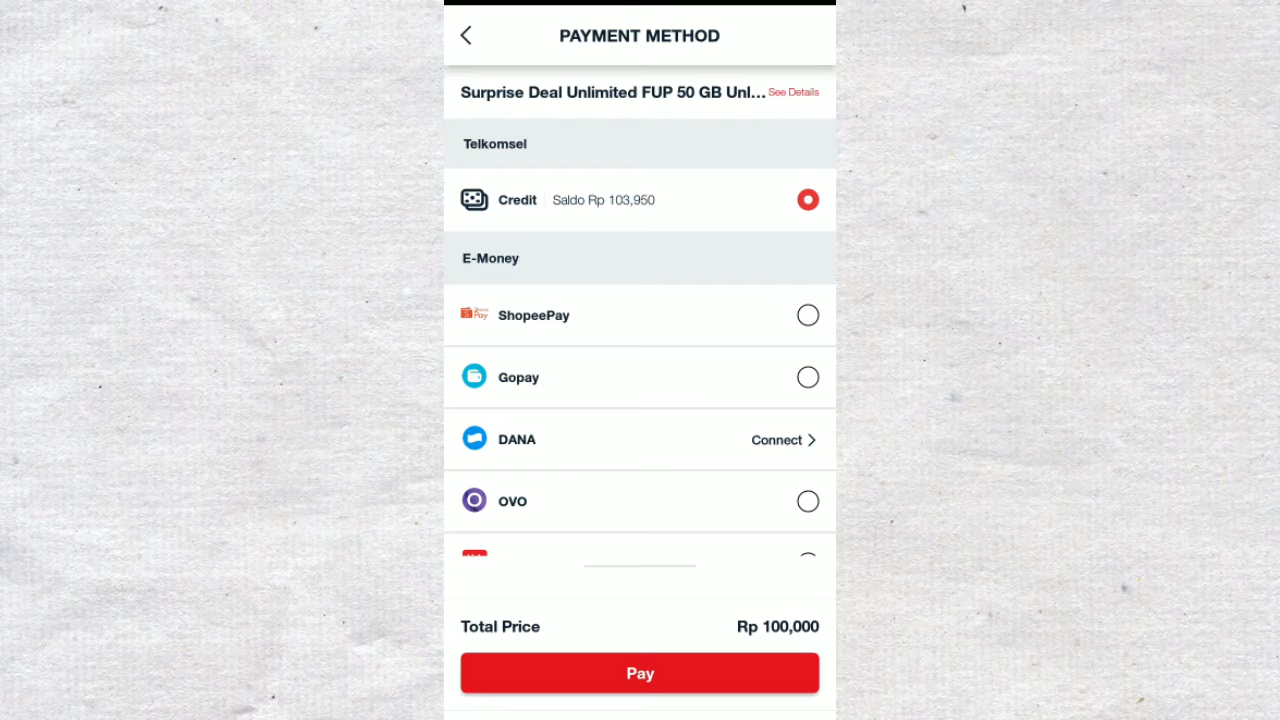 PAYMENT METHOD
Surprise Deal Unlimited FUP 50 GB Unl... See Details
Telkomsel
Credit Saldo Rp 103,950
E-Money
ShopeePay
Gopay
DANA Connect
OVO
Total Price Rp 100,000
Pay